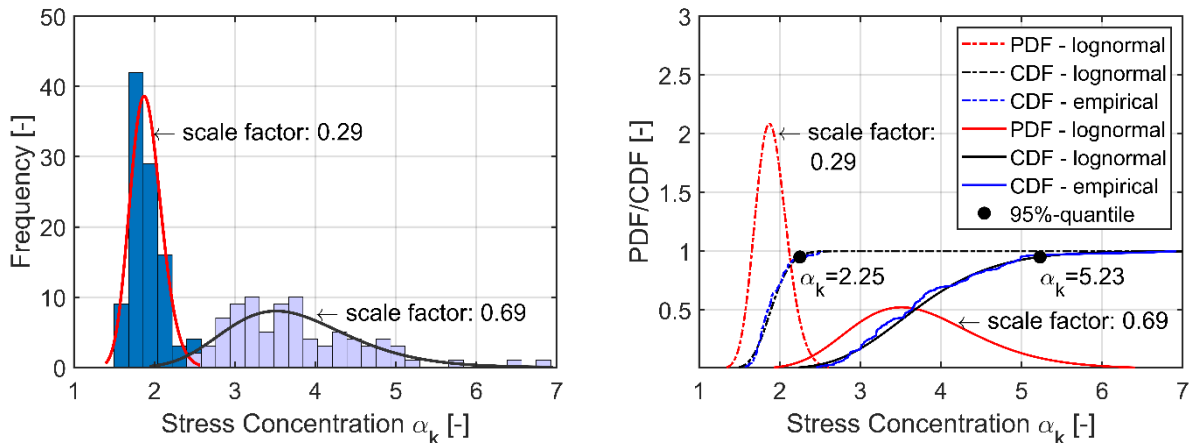 50
40
30
20
10
0
Frequency [-]
← scale factor: 0.29
← scale factor: 0.69
1 2 3 4 5 6 7
Stress Concentration αk [-]
3
2.5
2
1.5
1
0.5
PDF/CDF [-]
PDF - lognormal
CDF - lognormal
CDF - empirical
PDF - lognormal
CDF - lognormal
CDF - empirical
95%-quantile
← scale factor:
0.29
αk=2.25
αk=5.23
← scale factor: 0.69
1 2 3 4 5 6 7
Stress Concentration αk [-]